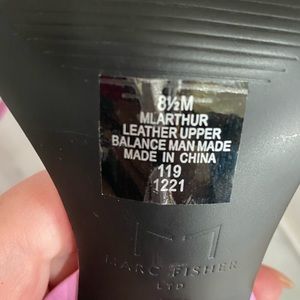 8½M
MLARTHUR
LEATHER UPPER
BALANCE MAN MADE
MADE IN CHINA
119
1221
MARC FISHER
LTD